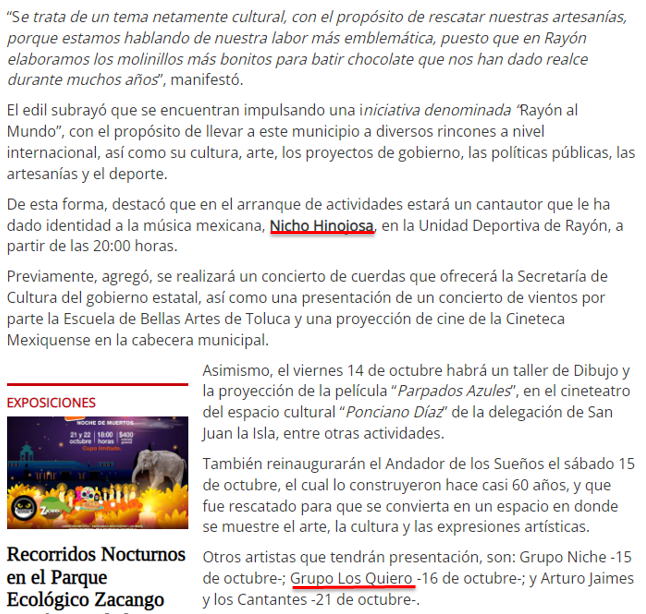 “Se trata de un tema netamente cultural, con el propósito de rescatar nuestras artesanías,
porque estamos hablando de nuestra labor más emblemática, puesto que en Rayón
elaboramos los molinillos más bonitos para batir chocolate que nos han dado realce
durante muchos años”, manifestó.
El edil subrayó que se encuentran impulsando una iniciativa denominada “Rayón al
Mundo”, con el propósito de llevar a este municipio a diversos rincones a nivel
internacional, así como su cultura, arte, los proyectos de gobierno, las políticas públicas, las
artesanías y el deporte.
De esta forma, destacó que en el arranque de actividades estará un cantautor que le ha
dado identidad a la música mexicana, Nicho Hinojosa, en la Unidad Deportiva de Rayón, a
partir de las 20:00 horas.
Previamente, agregó, se realizará un concierto de cuerdas que ofrecerá la Secretaría de
Cultura del gobierno estatal, así como una presentación de un concierto de vientos por
parte la Escuela de Bellas Artes de Toluca y una proyección de cine de la Cineteca
Mexiquense en la cabecera municipal.
Asimismo, el viernes 14 de octubre habrá un taller de Dibujo y
la proyección de la película “Parpados Azules”, en el cineteatro
del espacio cultural “Ponciano Díaz” de la delegación de San
Juan la Isla, entre otras actividades.
También reinaugurarán el Andador de los Sueños el sábado 15
de octubre, el cual lo construyeron hace casi 60 años, y que
fue rescatado para que se convierta en un espacio en donde
se muestre el arte, la cultura y las expresiones artísticas.
Otros artistas que tendrán presentación, son: Grupo Niche -15
de octubre-; Grupo Los Quiero -16 de octubre-; y Arturo Jaimes
y los Cantantes -21 de octubre-.
EXPOSICIONES
NOCHE DE MUERTOS
21 y 22 octubre | 18:00 horas | $400
Cupo limitado.
Recorridos Nocturnos
en el Parque
Ecológico Zacango